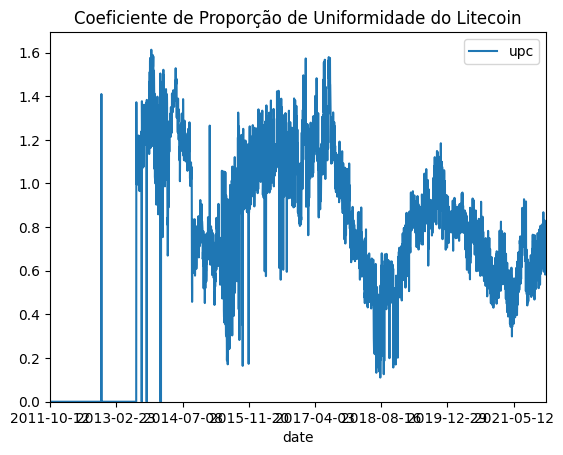 Coeficiente de Proporção de Uniformidade do Litecoin
upc
1.6
1.4
1.2
1.0
0.8
0.6
0.4
0.2
0.0
2011-10-12 2013-02-23 2014-07-08 2015-11-20 2017-04-03 2018-08-16 2019-12-29 2021-05-12
date